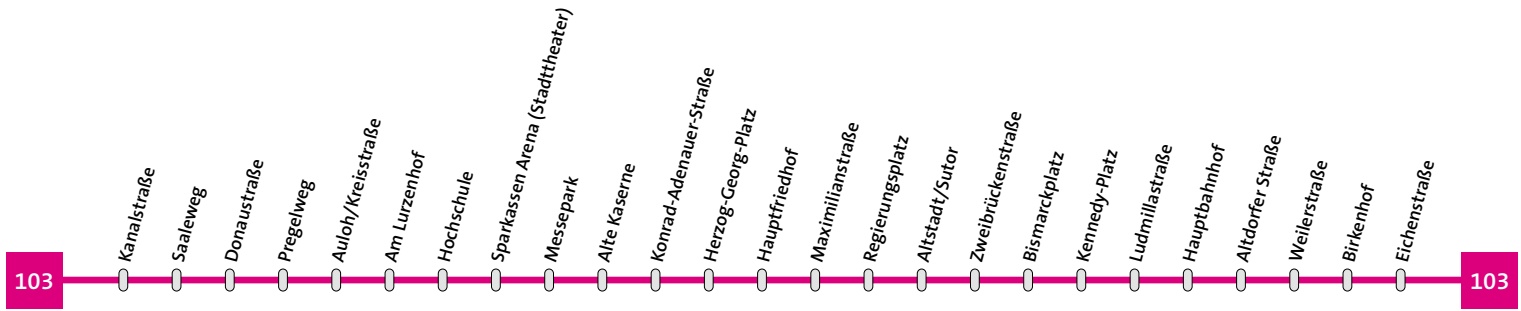 103
Kanalstraße
Saaleweg
Donaustraße
Pregelweg
Auloh/Kreisstraße
Am Lurzenhof
Hochschule
Sparkassen Arena (Stadttheater)
Messepark
Alte Kaserne
Konrad-Adenauer-Straße
Herzog-Georg-Platz
Hauptfriedhof
Maximilianstraße
Regierungsplatz
Altstadt/Sutor
Zweibrückenstraße
Bismarckplatz
Kennedy-Platz
Ludmillastraße
Hauptbahnhof
Altdorfer Straße
Weilerstraße
Birkenhof
Eichenstraße
103